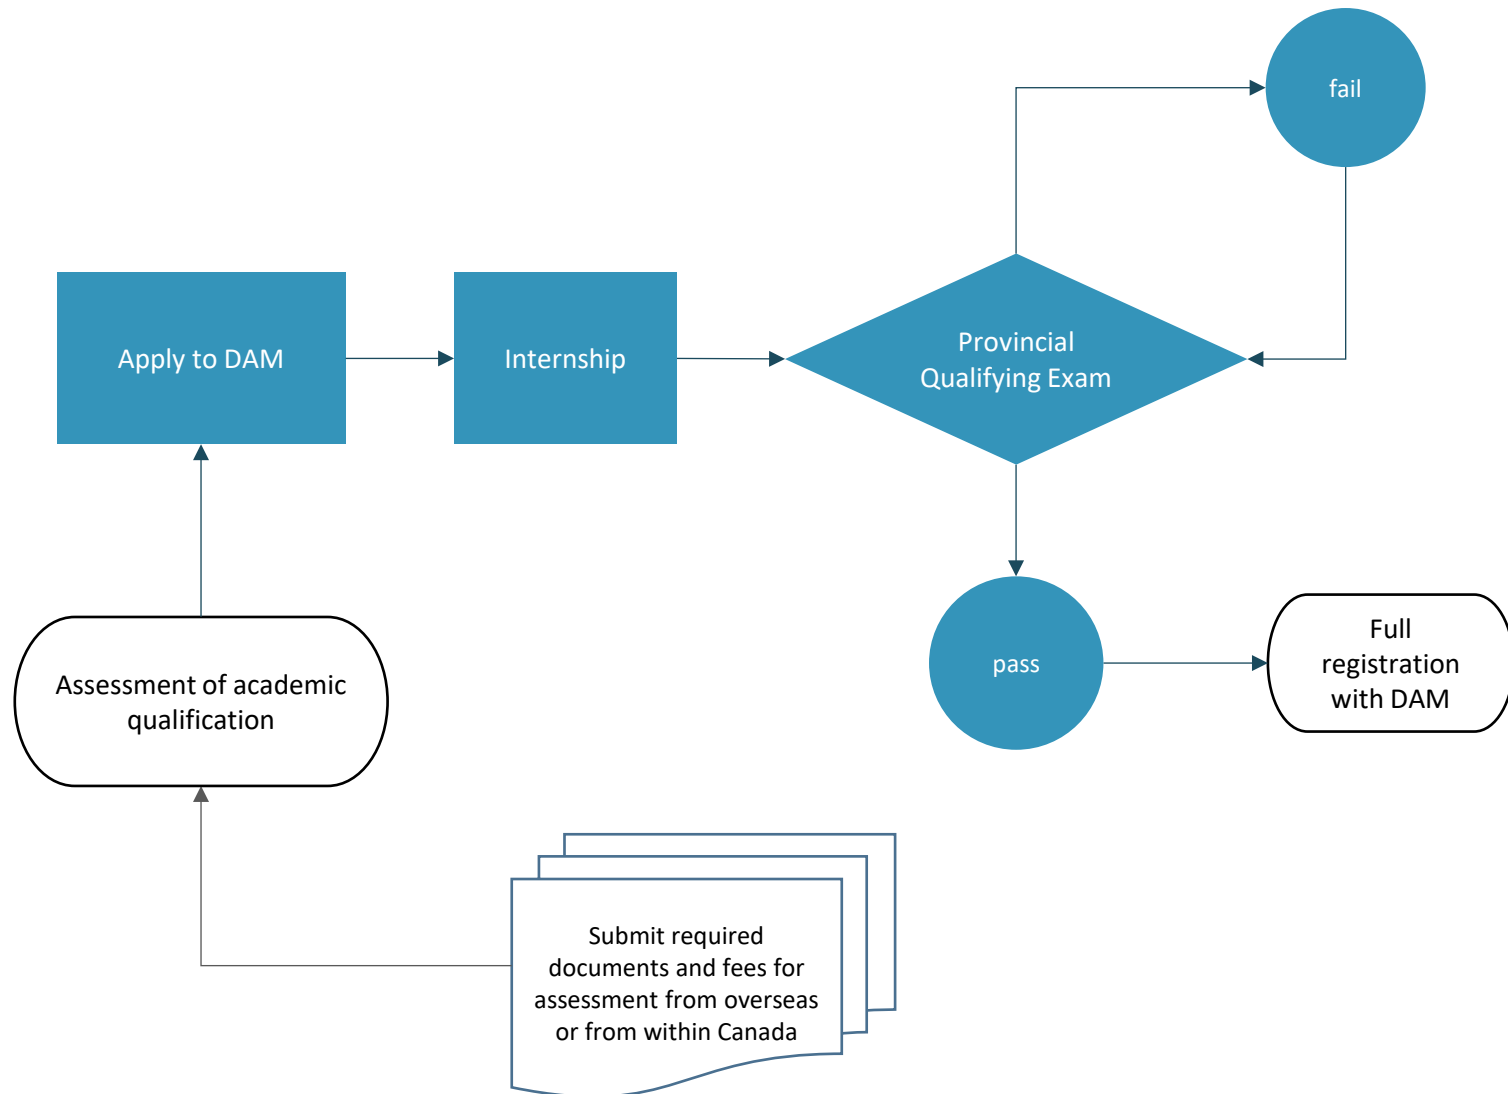 fail
Apply to DAM
Internship
Provincial
Qualifying Exam
Assessment of academic
qualification
pass
Full
registration
with DAM
Submit required
documents and fees for
assessment from overseas
or from within Canada